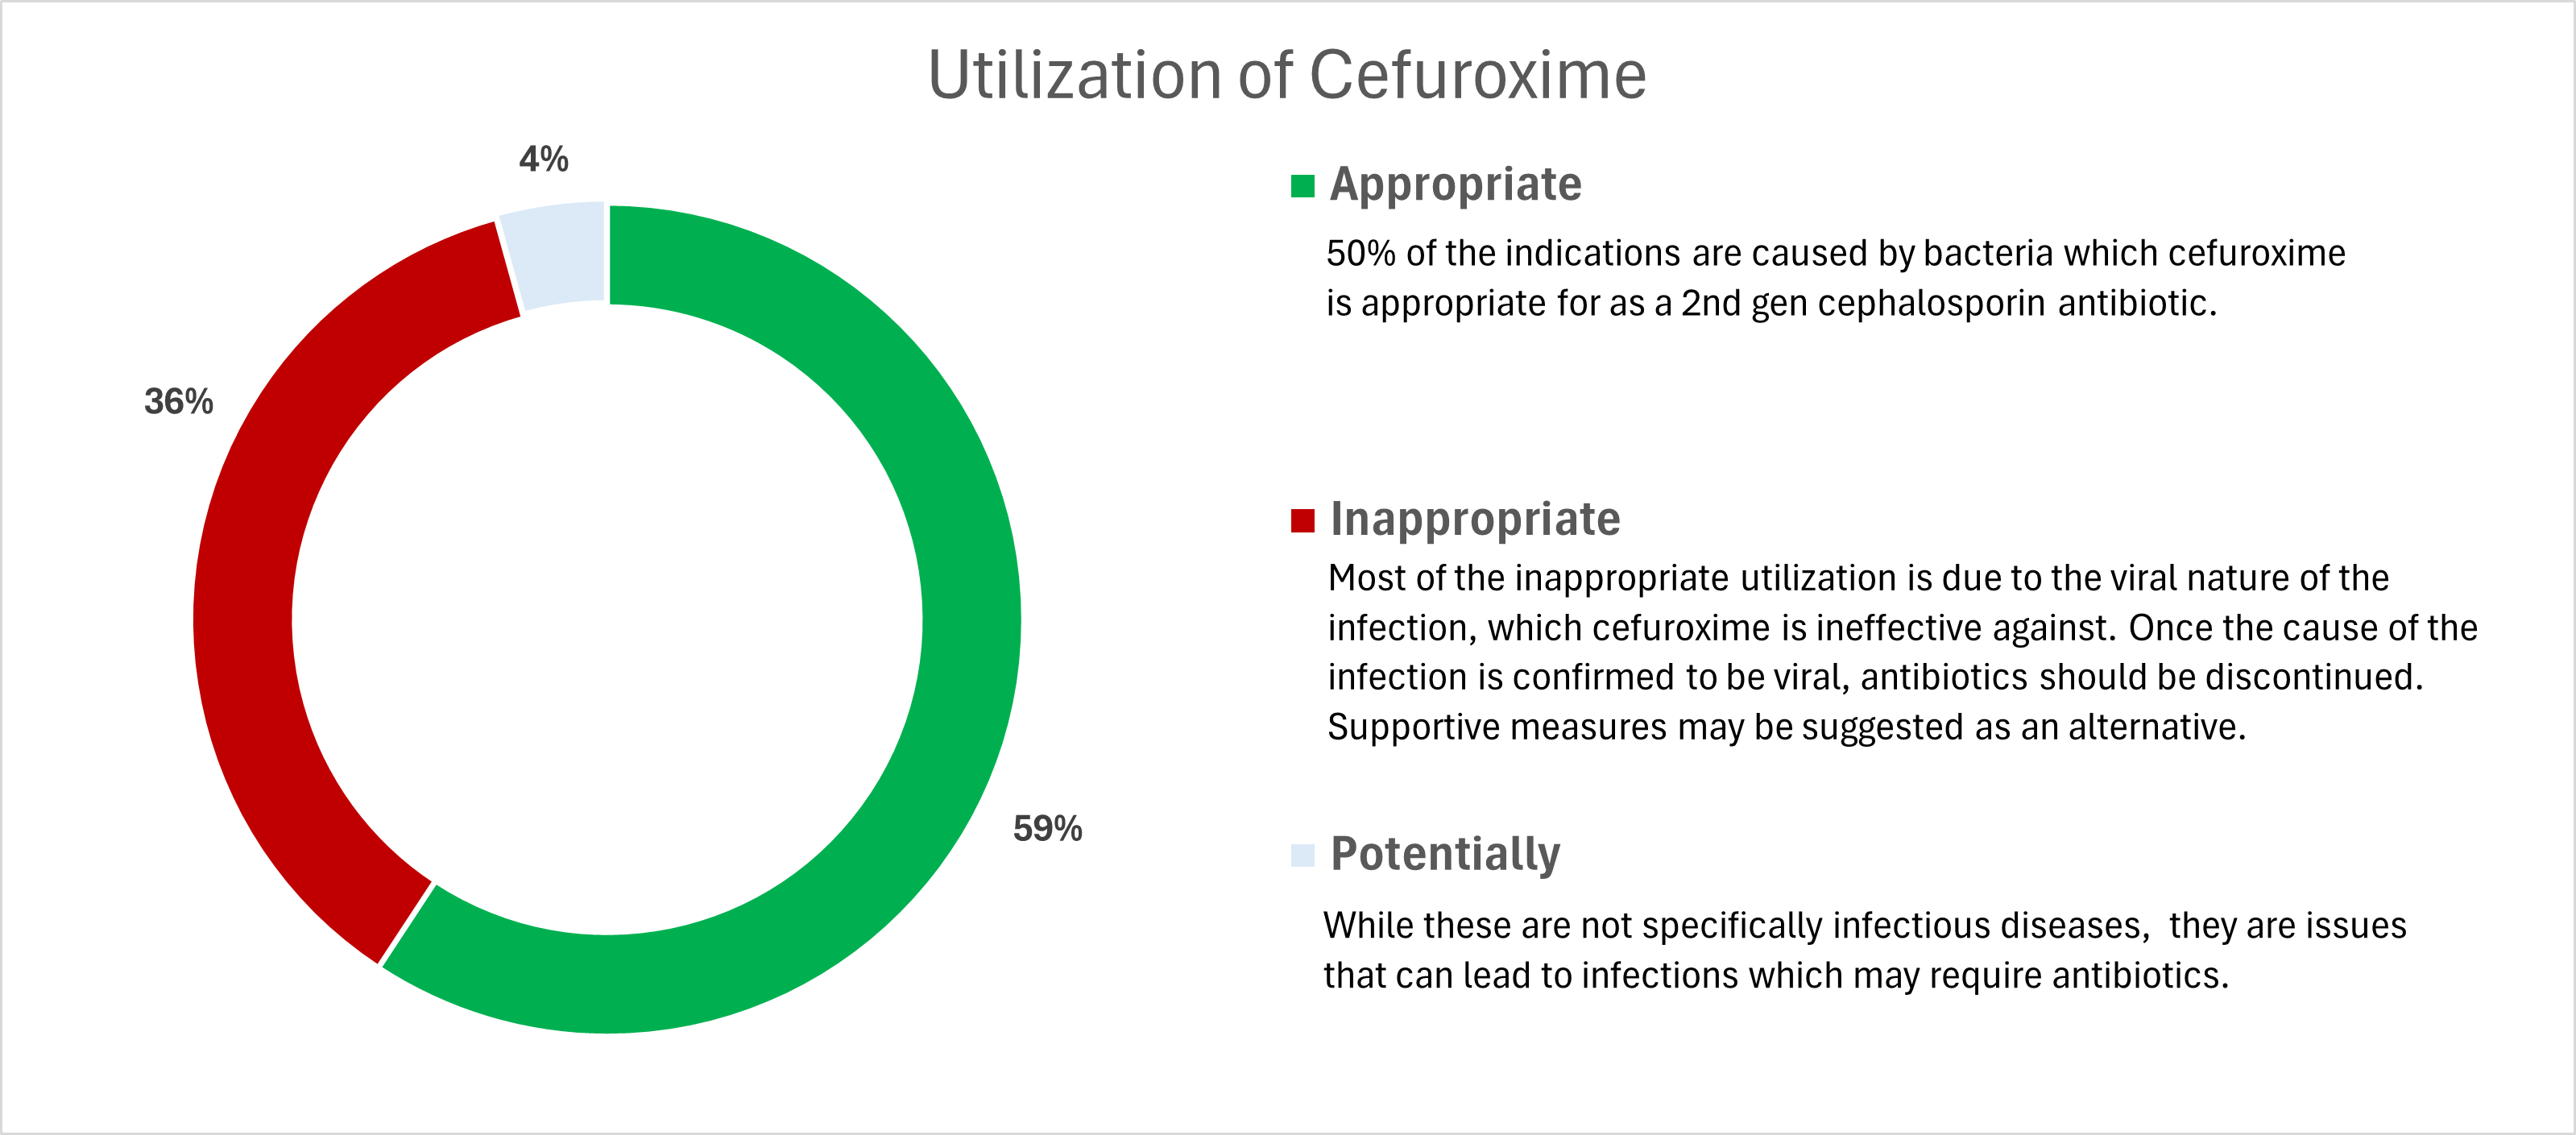 Utilization of Cefuroxime
4%
36%
59%
Appropriate
50% of the indications are caused by bacteria which cefuroxime
is appropriate for as a 2nd gen cephalosporin antibiotic.
Inappropriate
Most of the inappropriate utilization is due to the viral nature of the
infection, which cefuroxime is ineffective against. Once the cause of the
infection is confirmed to be viral, antibiotics should be discontinued.
Supportive measures may be suggested as an alternative.
Potentially
While these are not specifically infectious diseases,  they are issues
that can lead to infections which may require antibiotics.